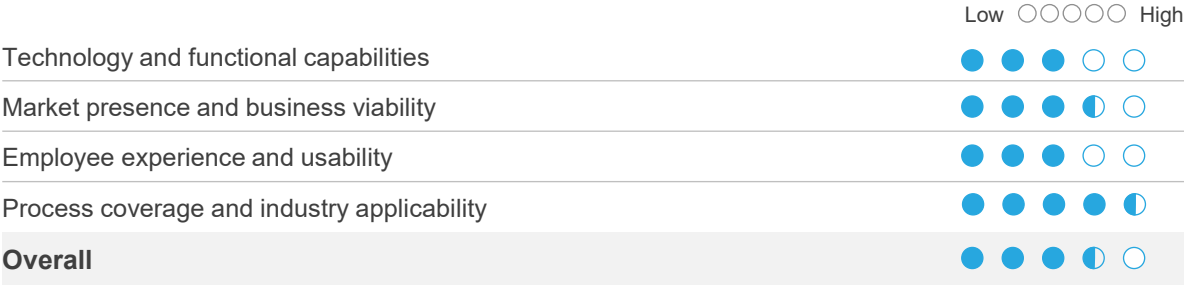 Low High
Technology and functional capabilities
Market presence and business viability
Employee experience and usability
Process coverage and industry applicability
Overall